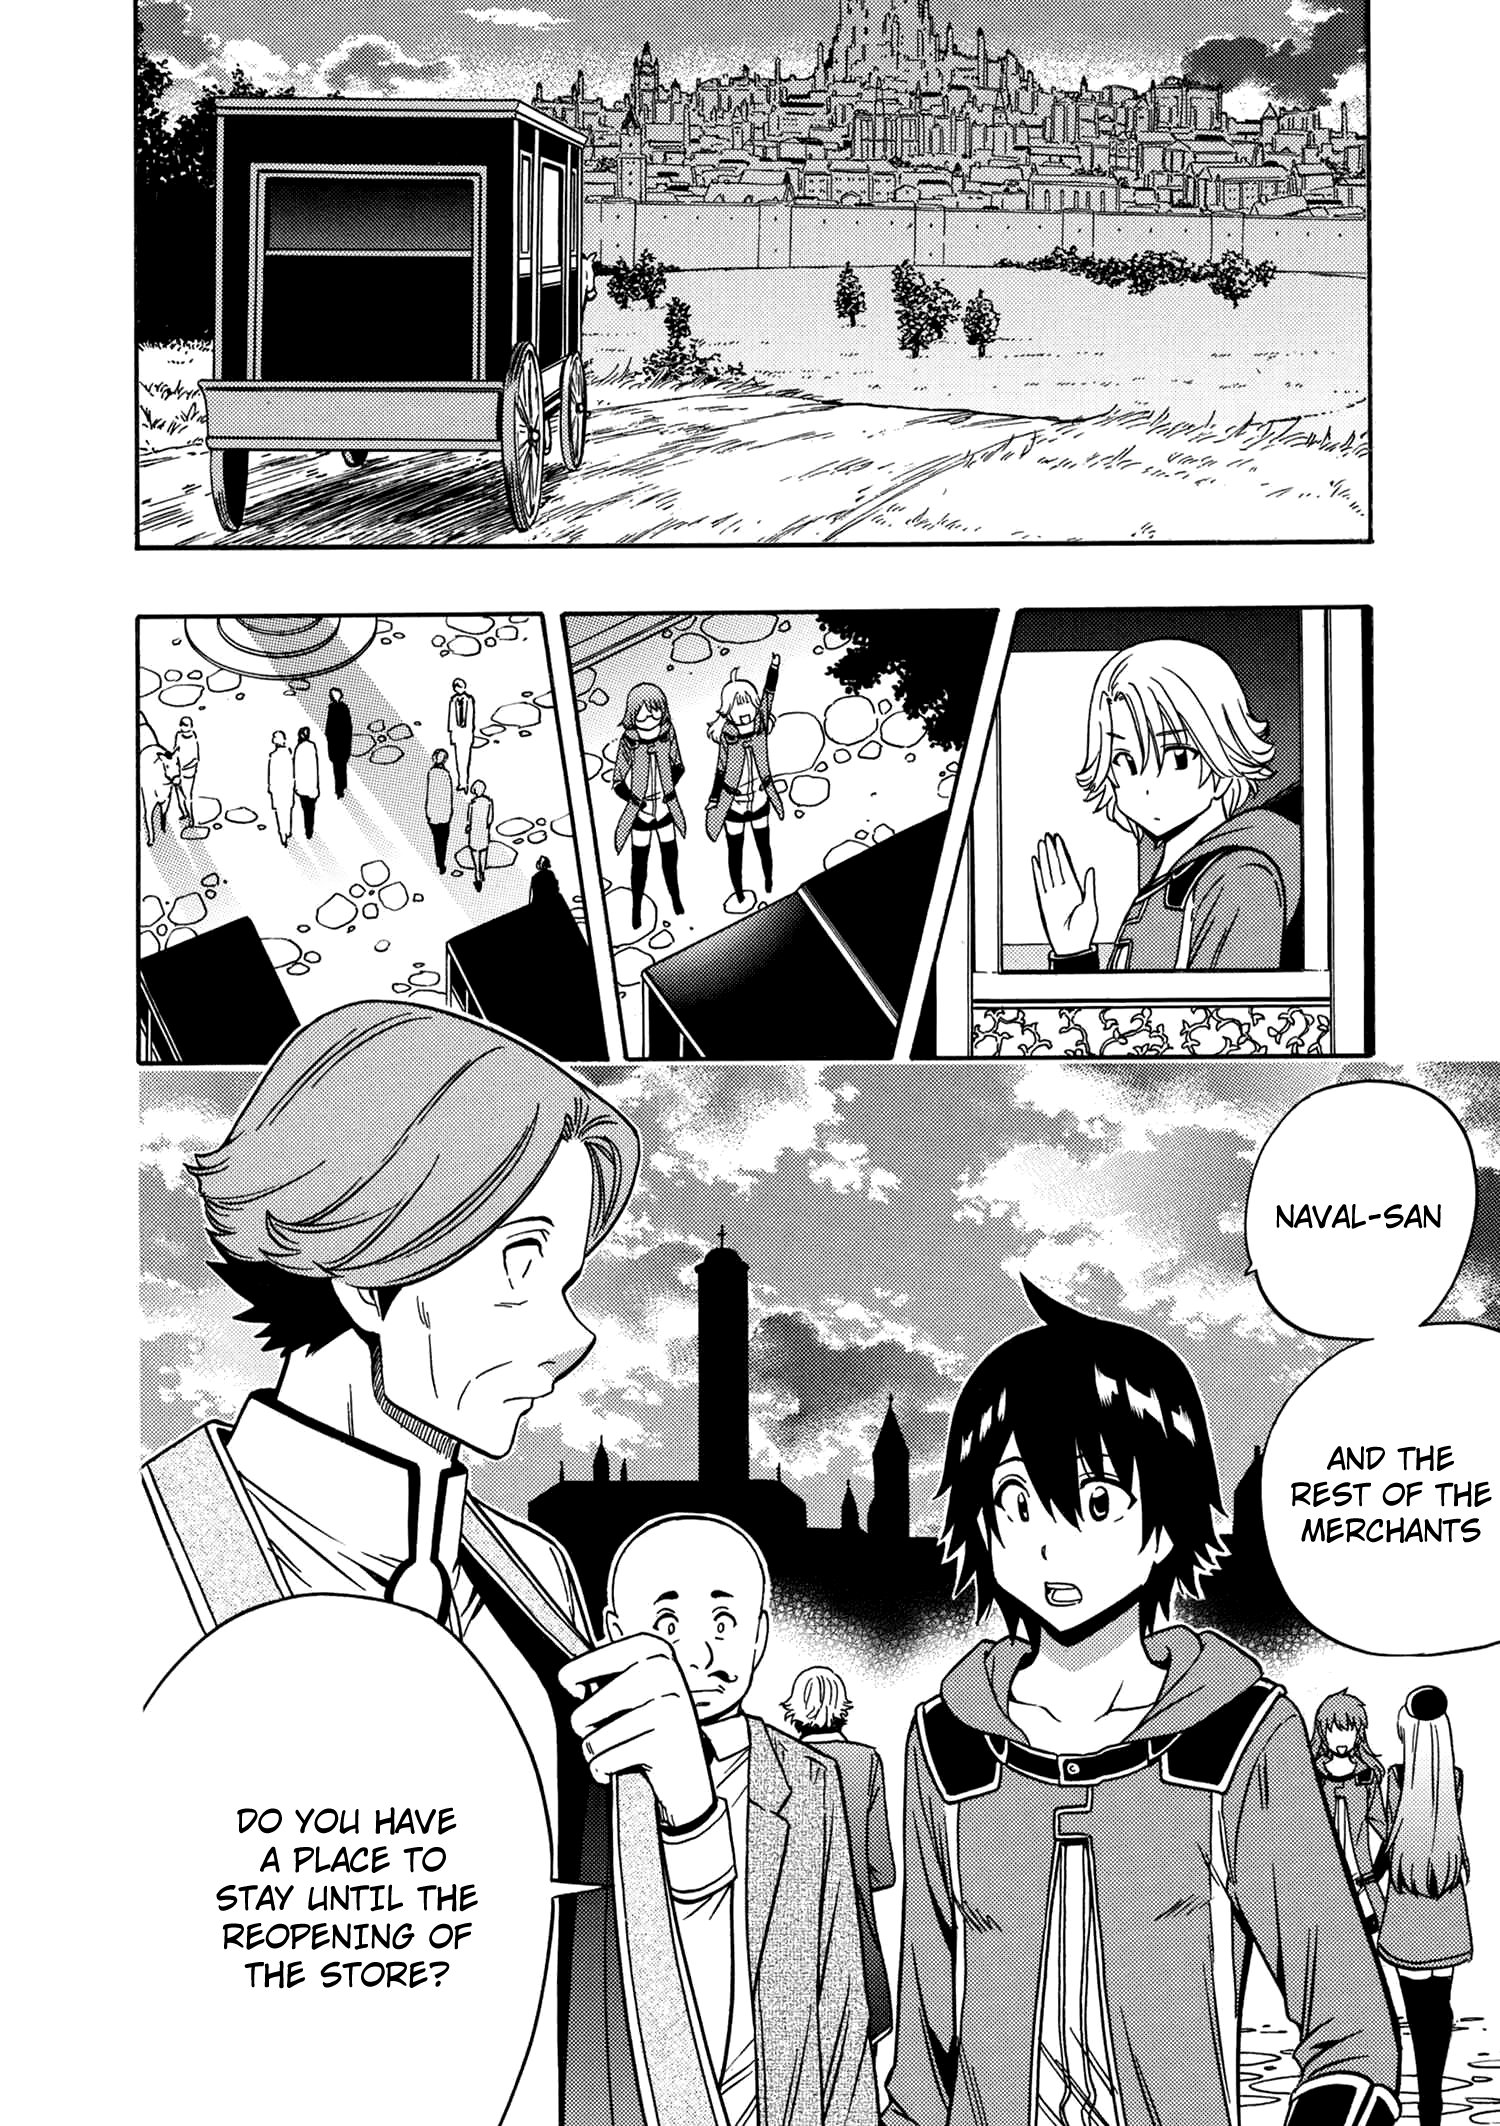 NAVAL-SAN
AND THE
REST OF THE
MERCHANTS
DO YOU HAVE
A PLACE TO
STAY UNTIL THE
REOPENING OF
THE STORE?